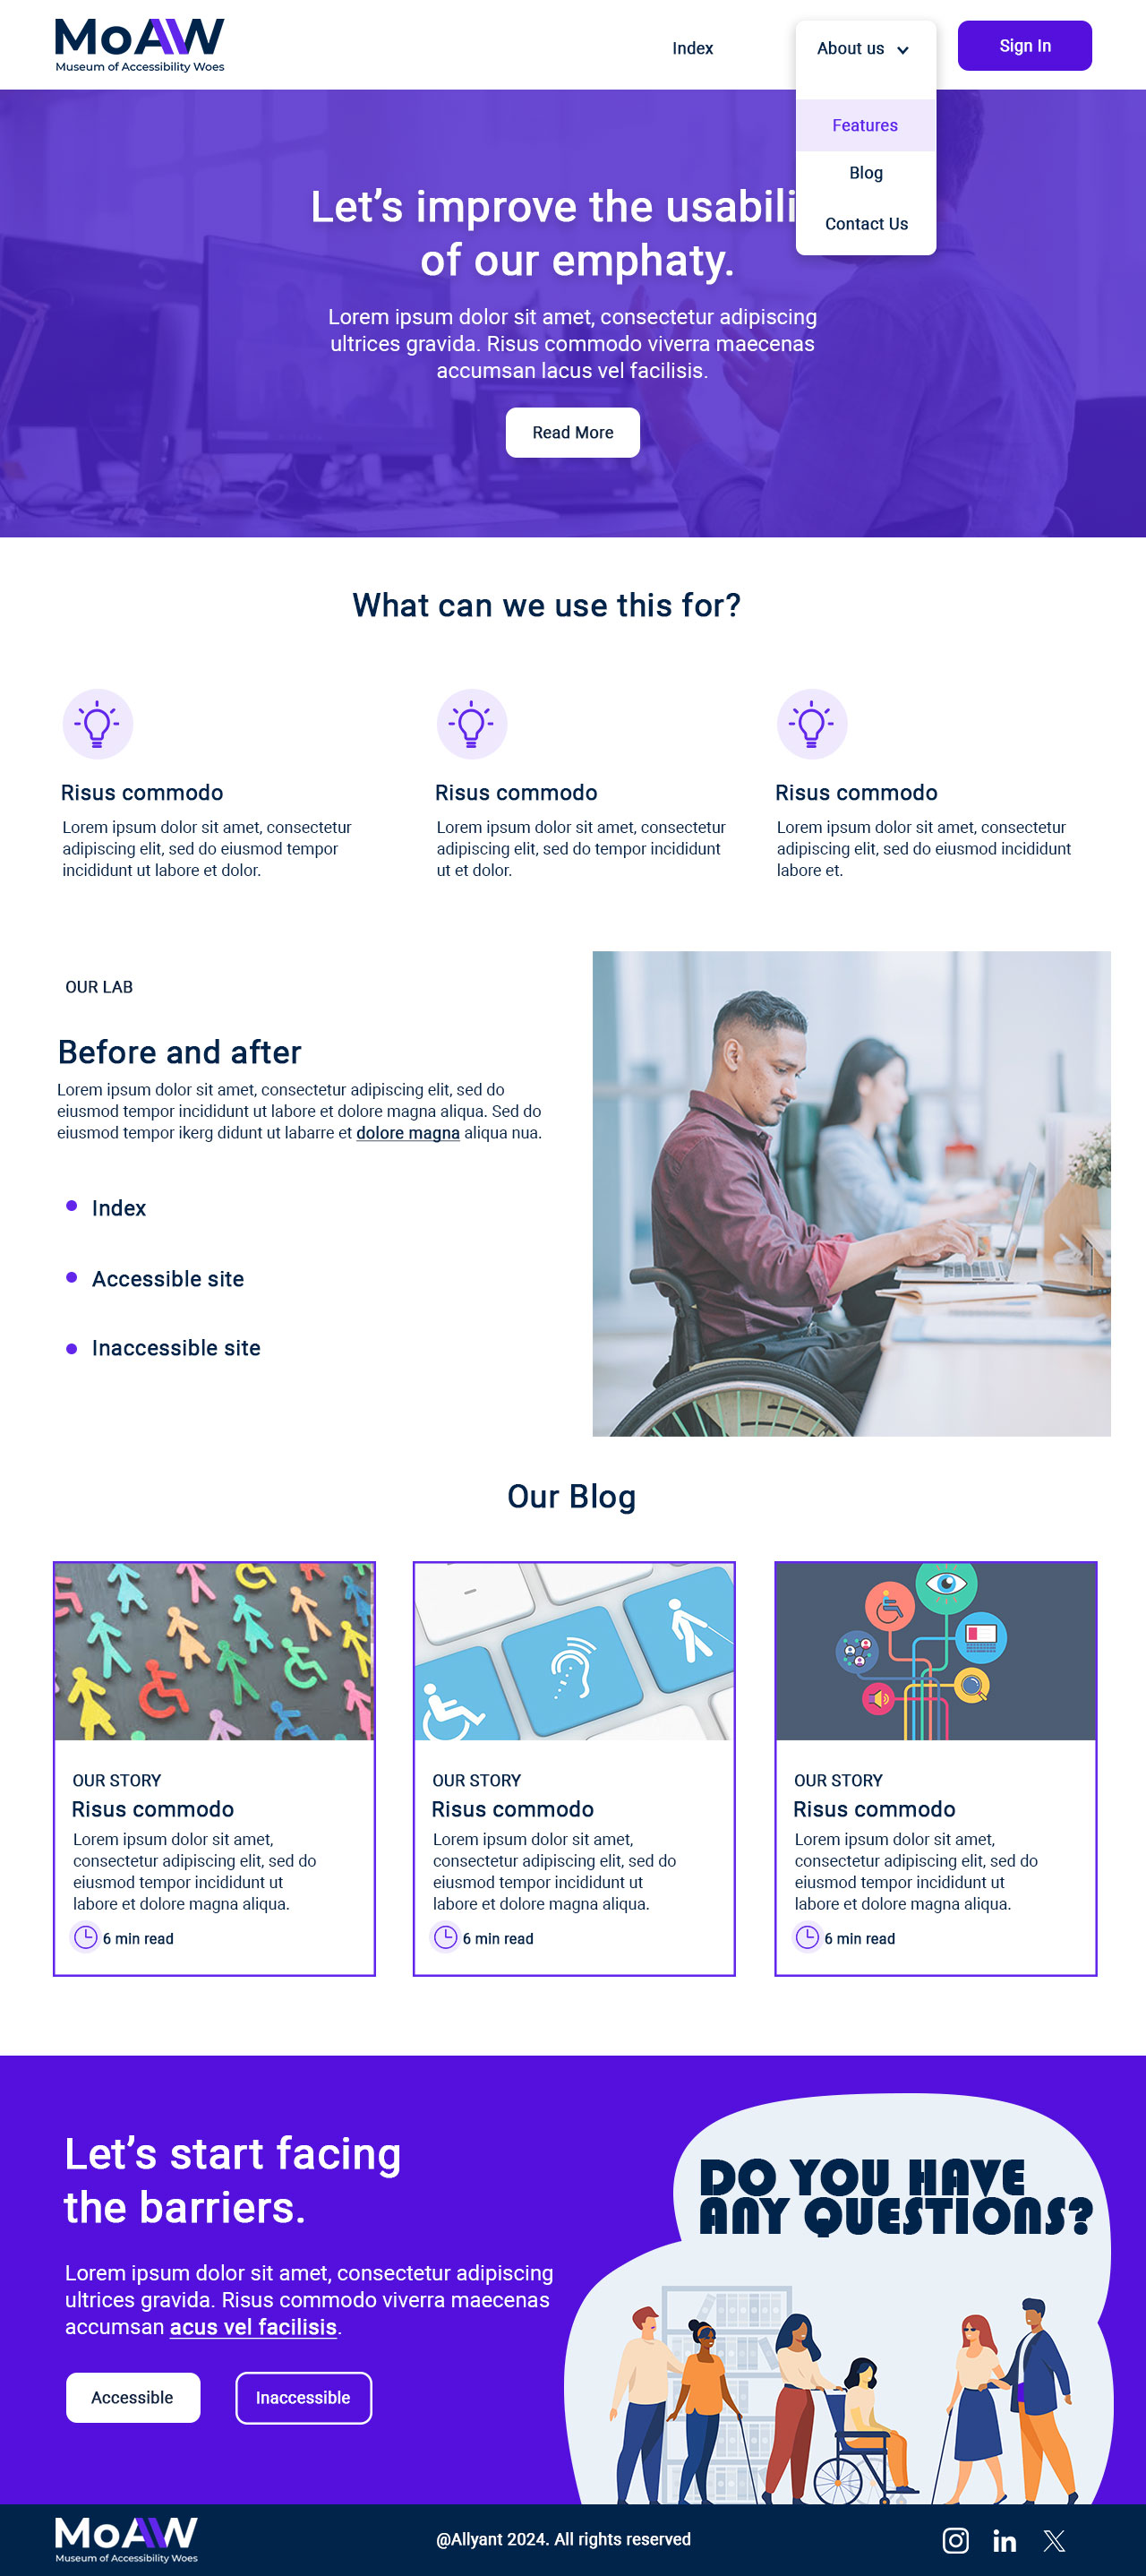 MoAW
Museum of Accessibility Woes
Index
About us
Sign In
Features
Blog
Contact Us
Let’s improve the usabili
of our emphaty.
Lorem ipsum dolor sit amet, consectetur adipiscing
ultrices gravida. Risus commodo viverra maecenas
accumsan lacus vel facilisis.
Read More
What can we use this for?
Risus commodo
Lorem ipsum dolor sit amet, consectetur
adipiscing elit, sed do eiusmod tempor
incididunt ut labore et dolor.
Risus commodo
Lorem ipsum dolor sit amet, consectetur
adipiscing elit, sed do tempor incididunt
ut et dolor.
Risus commodo
Lorem ipsum dolor sit amet, consectetur
adipiscing elit, sed do eiusmod incididunt
labore et.
OUR LAB
Before and after
Lorem ipsum dolor sit amet, consectetur adipiscing elit, sed do
eiusmod tempor incididunt ut labore et dolore magna aliqua. Sed do
eiusmod tempor ikerg didunt ut labarre et dolore magna aliqua nua.
Index
Accessible site
Inaccessible site
Our Blog
OUR STORY
Risus commodo
Lorem ipsum dolor sit amet,
consectetur adipiscing elit, sed do
eiusmod tempor incididunt ut
labore et dolore magna aliqua.
6 min read
OUR STORY
Risus commodo
Lorem ipsum dolor sit amet,
consectetur adipiscing elit, sed do
eiusmod tempor incididunt ut
labore et dolore magna aliqua.
6 min read
OUR STORY
Risus commodo
Lorem ipsum dolor sit amet,
consectetur adipiscing elit, sed do
eiusmod tempor incididunt ut
labore et dolore magna aliqua.
6 min read
Let’s start facing
the barriers.
Lorem ipsum dolor sit amet, consectetur adipiscing
ultrices gravida. Risus commodo viverra maecenas
accumsan acus vel facilisis.
Accessible
Inaccessible
DO YOU HAVE
ANY QUESTIONS?
MoAW
Museum of Accessibility Woes
@Allyant 2024. All rights reserved